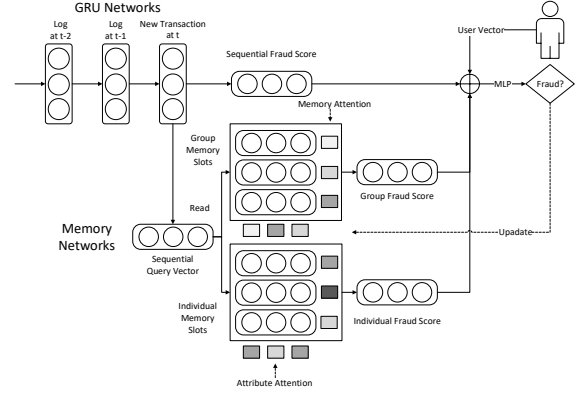 GRU Networks
Log
at t-2
Log
at t-1
New Transaction
at t
User Vector
Sequential Fraud Score
MLP
Fraud?
Memory Attention
Group
Memory
Slots
Group Fraud Score
Read
Memory
Networks
Sequential
Query Vector
Upadate
Individual
Memory
Slots
Individual Fraud Score
Attribute Attention